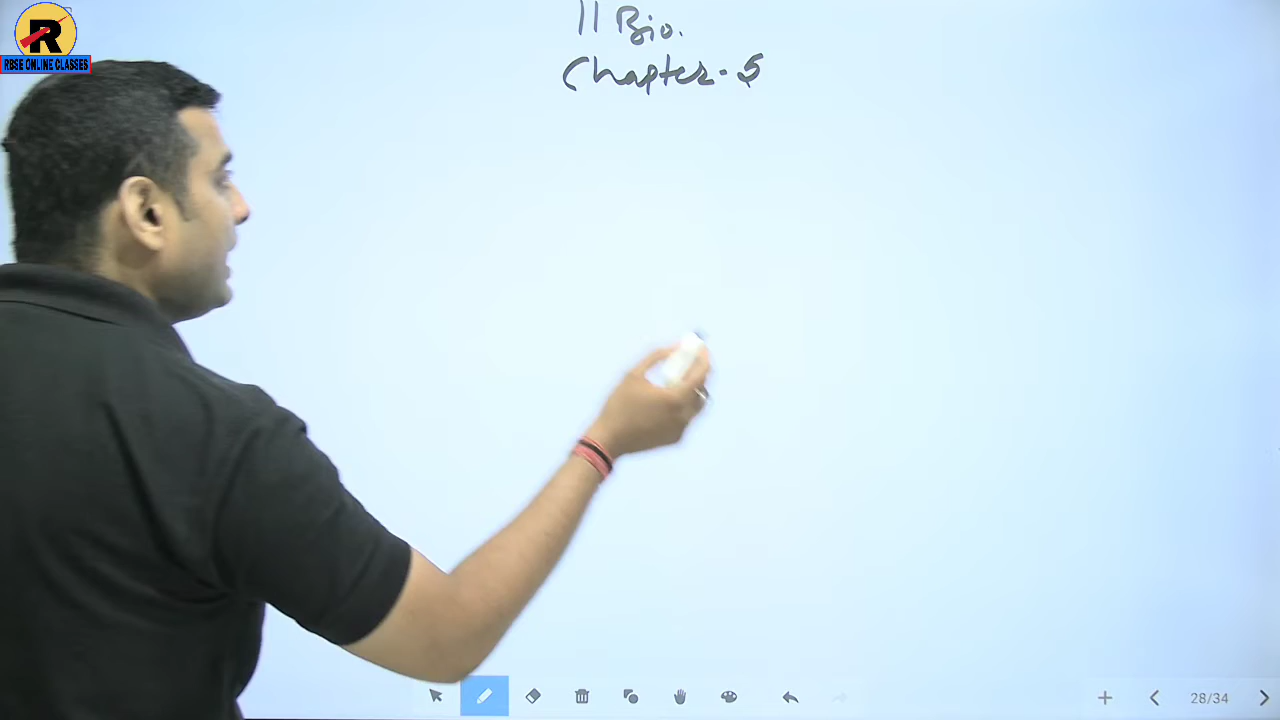 R
RBSE ONLINE CLASSES
11 Bio.
Chapter-5
28/34